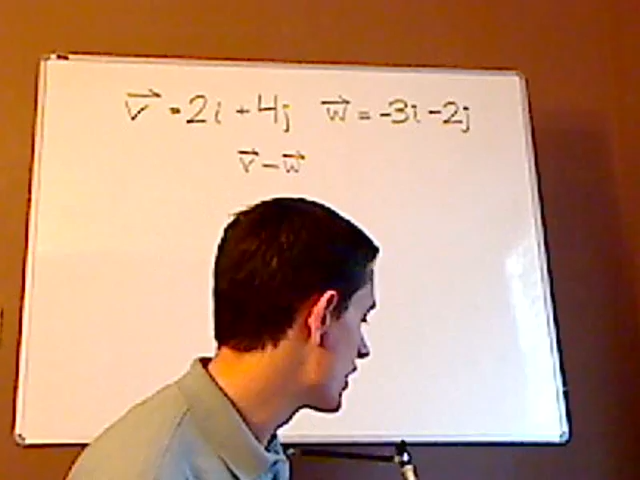 v⃗ = 2i + 4j w⃗ = -3i - 2j
v⃗ - w⃗